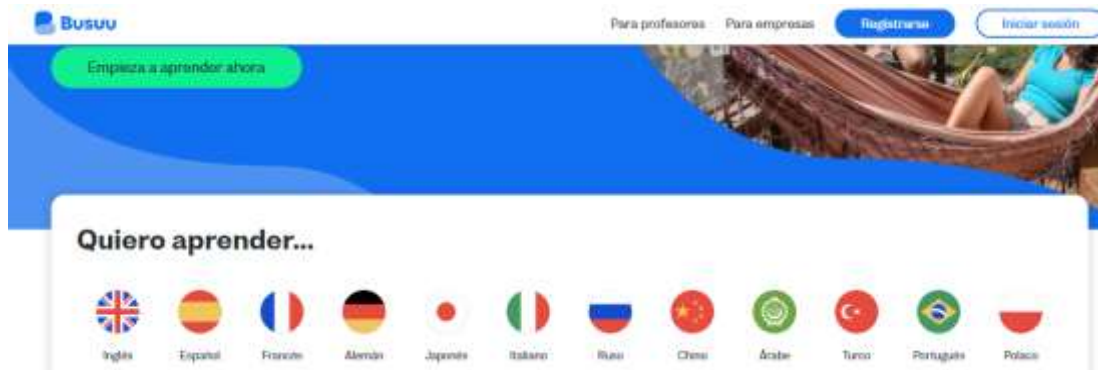 Busuu
Para profesores Para empresas Registrarse Iniciar sesión
Empieza a aprender ahora
Quiero aprender...
Inglés Español Francés Alemán Japonés Italiano Ruso Chino Árabe Turco Portugués Polaco